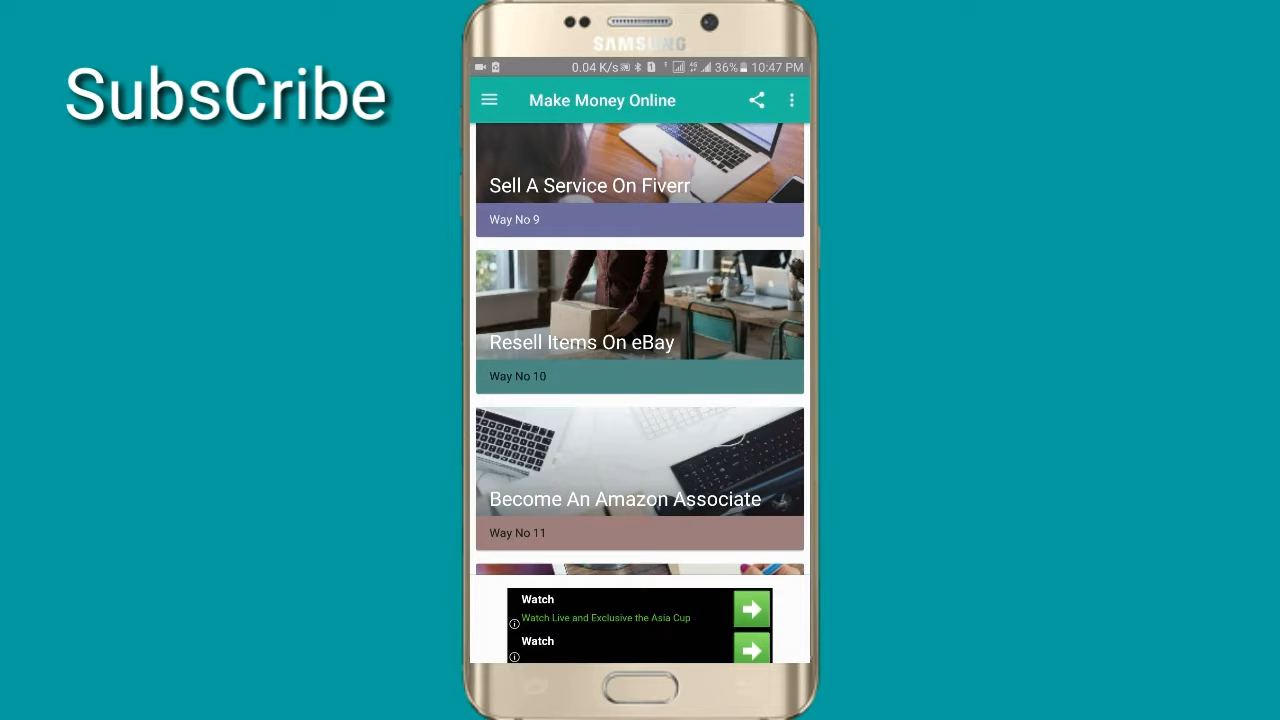 SubsCribe
SAMSUNG
0.04 K/s 36% 10:47 PM
Make Money Online
Sell A Service On Fiverr
Way No 9
Resell Items On eBay
Way No 10
Become An Amazon Associate
Way No 11
Watch
Watch Live and Exclusive the Asia Cup
Watch